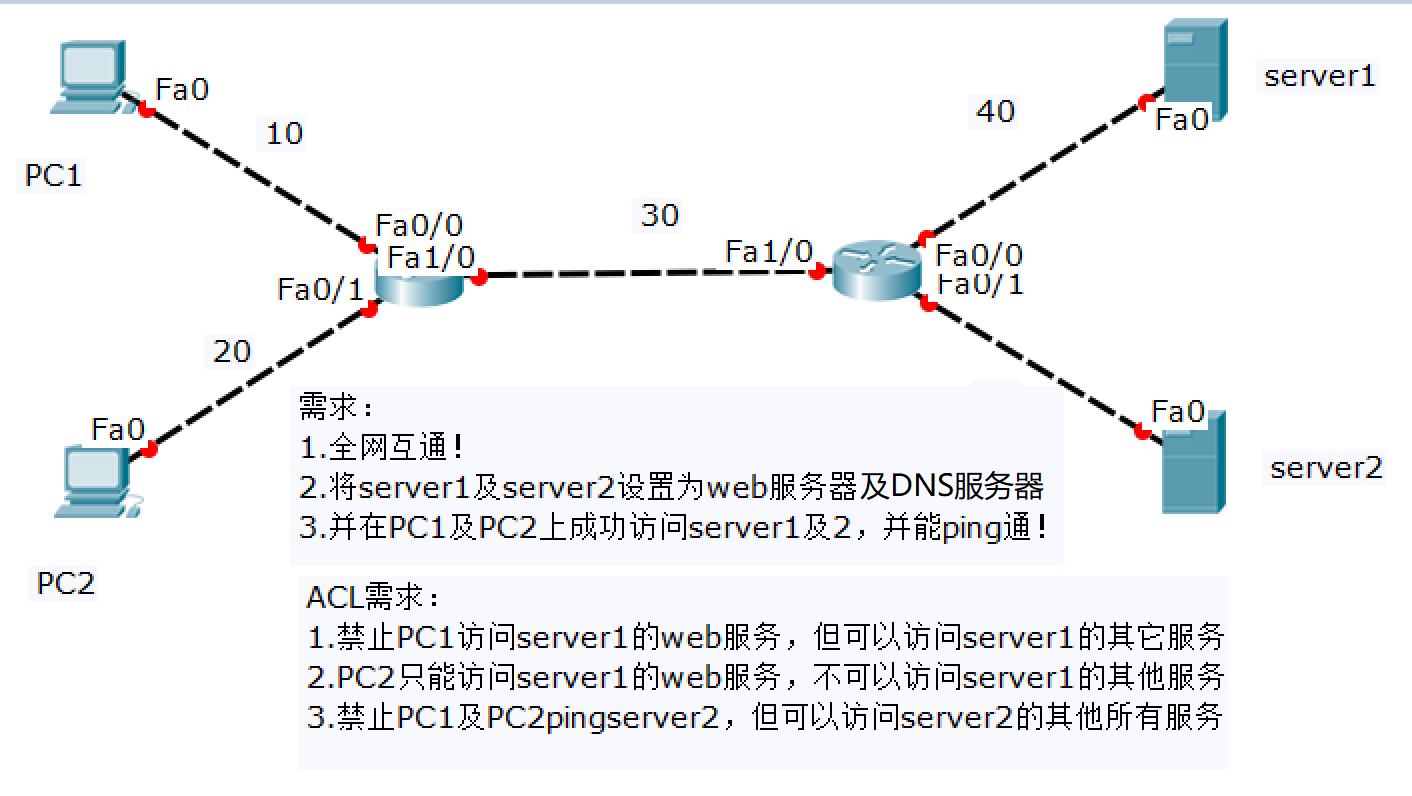 Fa0
server1
10
40
Fa0
PC1
30
Fa0/0
Fa1/0
Fa1/0
Fa0/0
Fa0/1
Fa0/1
20
需求：
Fa0
Fa0
1.全网互通！
server2
2.将server1及server2设置为web服务器及DNS服务器
3.并在PC1及PC2上成功访问server1及2，并能ping通！
PC2
ACL需求：
1.禁止PC1访问server1的web服务，但可以访问server1的其它服务
2.PC2只能访问server1的web服务，不可以访问server1的其他服务
3.禁止PC1及PC2pingserver2，但可以访问server2的其他所有服务